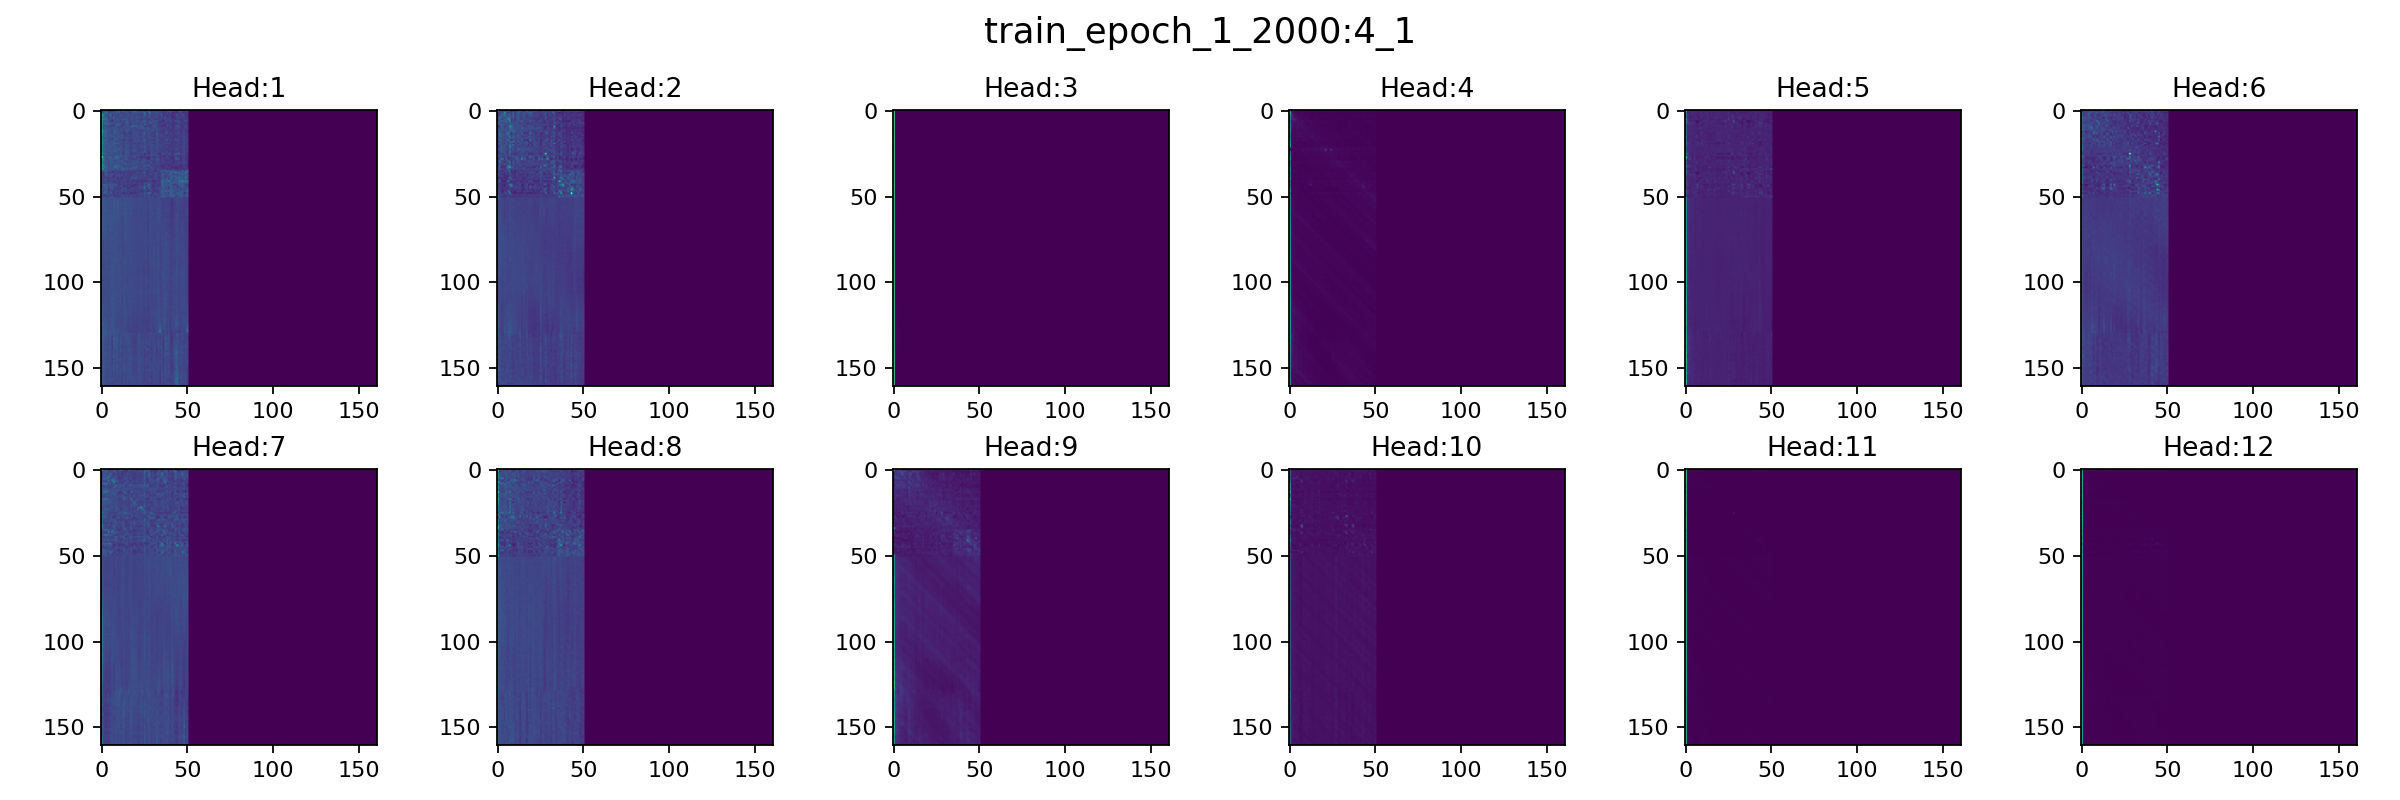 train_epoch_1_2000:4_1
Head:1 Head:2 Head:3 Head:4 Head:5 Head:6
0 0 0 0 0 0
50 50 50 50 50 50
100 100 100 100 100 100
150 150 150 150 150 150
0 50 100 150 0 50 100 150 0 50 100 150 0 50 100 150 0 50 100 150 0 50 100 150
Head:7 Head:8 Head:9 Head:10 Head:11 Head:12
0 0 0 0 0 0
50 50 50 50 50 50
100 100 100 100 100 100
150 150 150 150 150 150
0 50 100 150 0 50 100 150 0 50 100 150 0 50 100 150 0 50 100 150 0 50 100 150